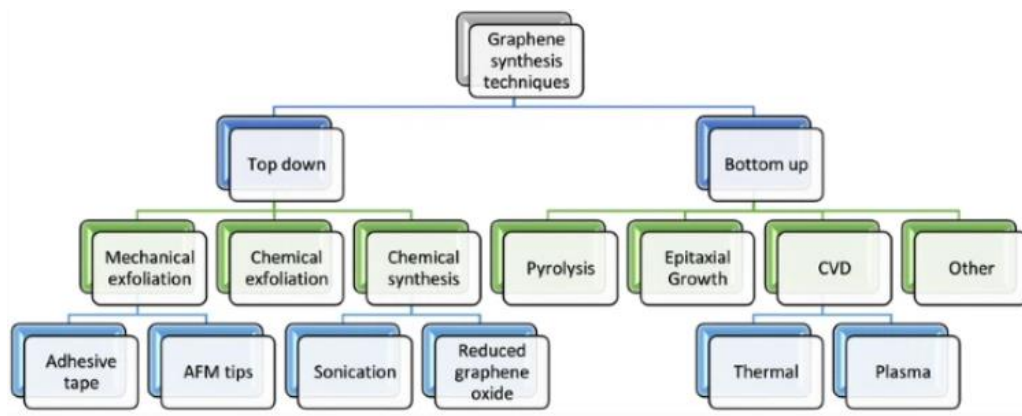 Graphene
synthesis
techniques
Top down
Bottom up
Mechanical
exfoliation
Chemical
exfoliation
Chemical
synthesis
Pyrolysis
Epitaxial
Growth
CVD
Other
Adhesive
tape
AFM tips
Sonication
Reduced
graphene
oxide
Thermal
Plasma